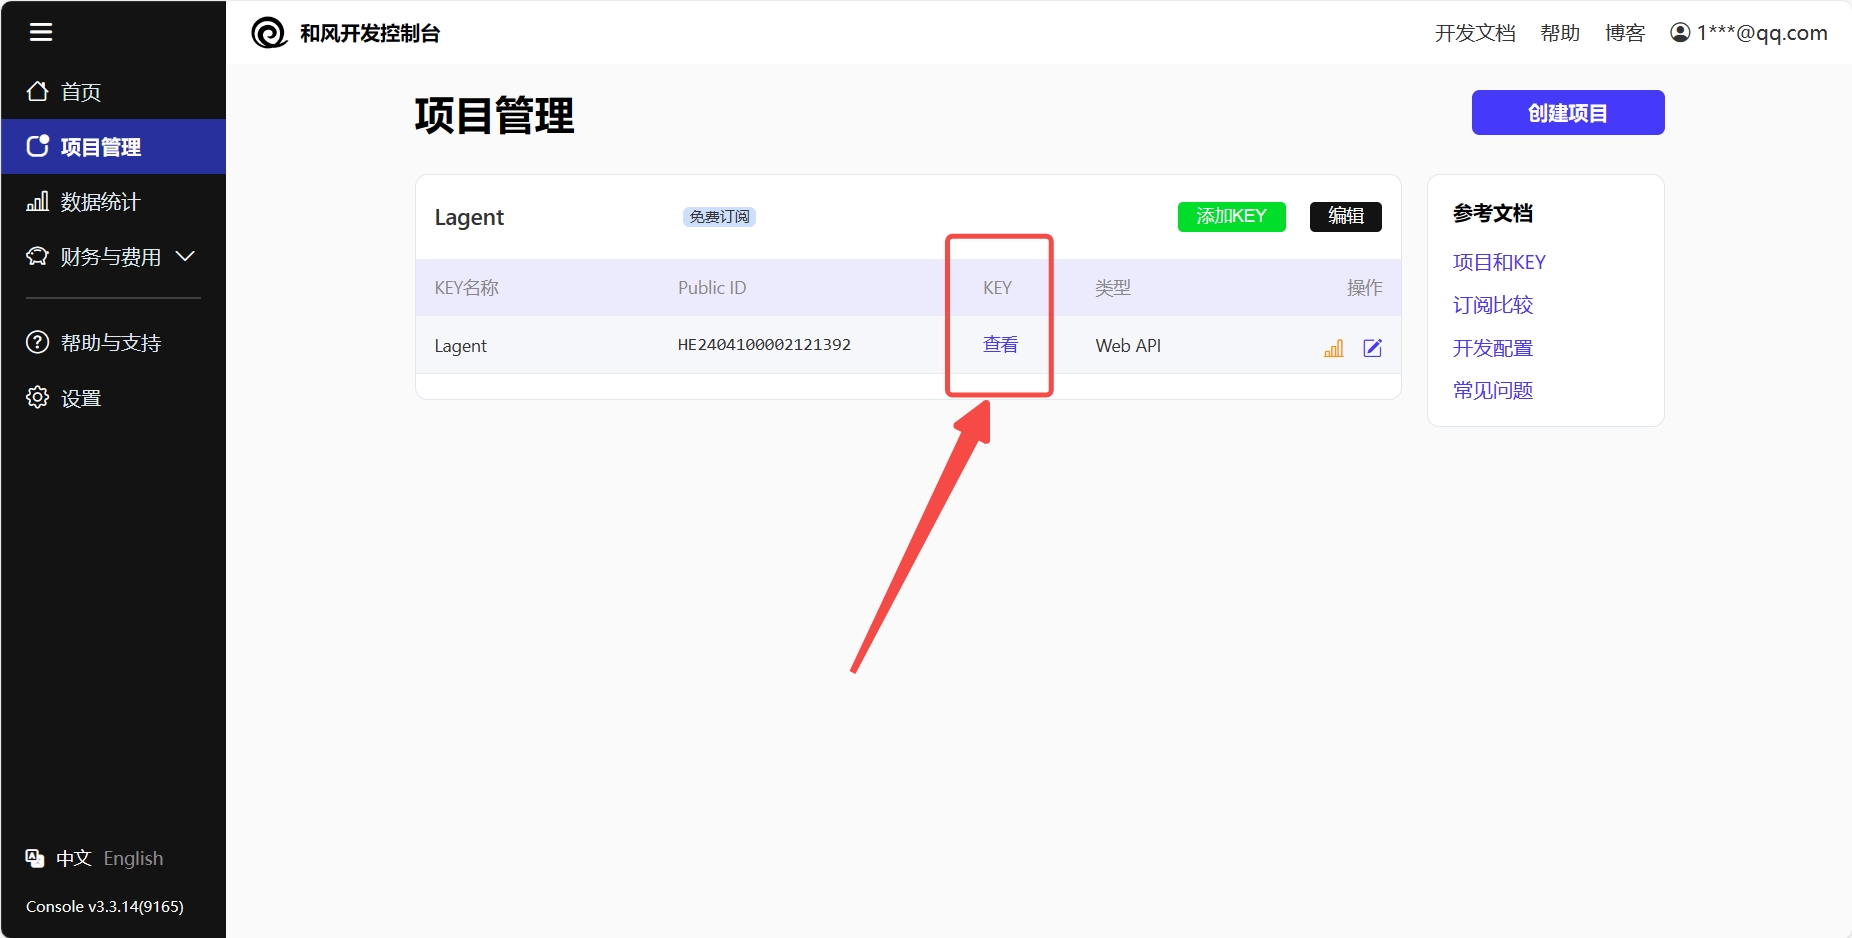 和风开发控制台
开发文档 帮助 博客 1***@qq.com
首页
项目管理
数据统计
财务与费用
帮助与支持
设置
中文 English
Console v3.3.14(9165)
项目管理
创建项目
Lagent 免费订阅 添加KEY 编辑
KEY名称 Public ID KEY 类型 操作
Lagent HE2404100002121392 查看 Web API
参考文档
项目和KEY
订阅比较
开发配置
常见问题